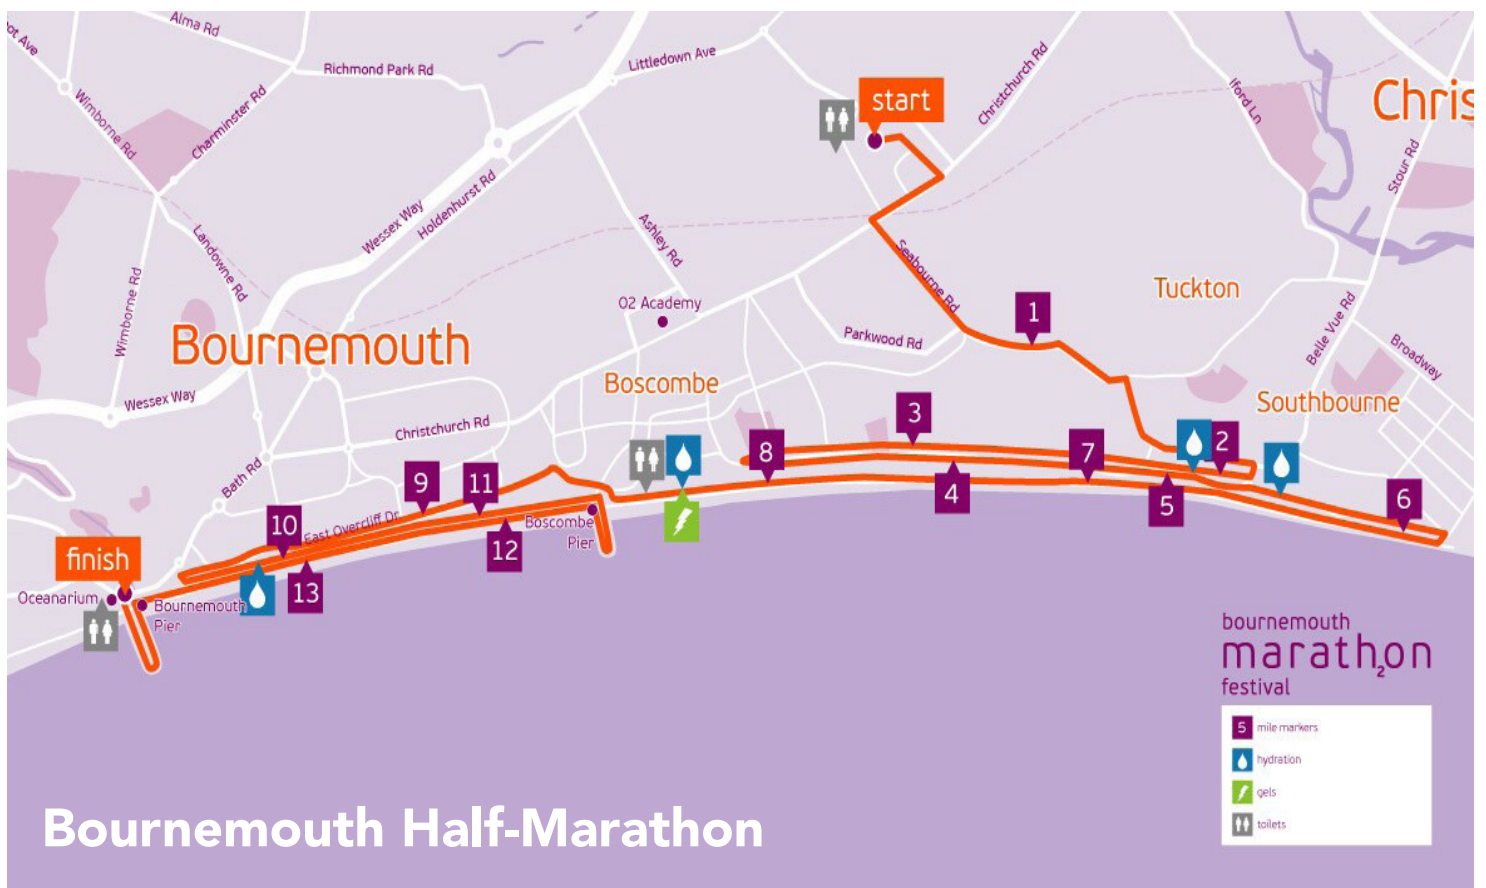 ot Ave
Alma Rd
Richmond Park Rd
Littledown Ave
Wimborne Rd
Charminster Rd
start
Christchurch Rd
Iford Ln
Chris
Stour Rd
Wessex Way
Holdenhurst Rd
Landowne Rd
Ashley Rd
Seabourne Rd
Wimborne Rd
O2 Academy
Tuckton
1
Parkwood Rd
Belle Vue Rd
Broadway
Bournemouth
Boscombe
Southbourne
Wessex Way
Christchurch Rd
Bath Rd
3
8
7
2
9
11
4
5
6
10
East Overcliff Dr
Boscombe
Pier
12
finish
13
Oceanarium
Bournemouth
Pier
bournemouth
marath2on
festival
5 mile markers
hydration
gels
toilets
Bournemouth Half-Marathon